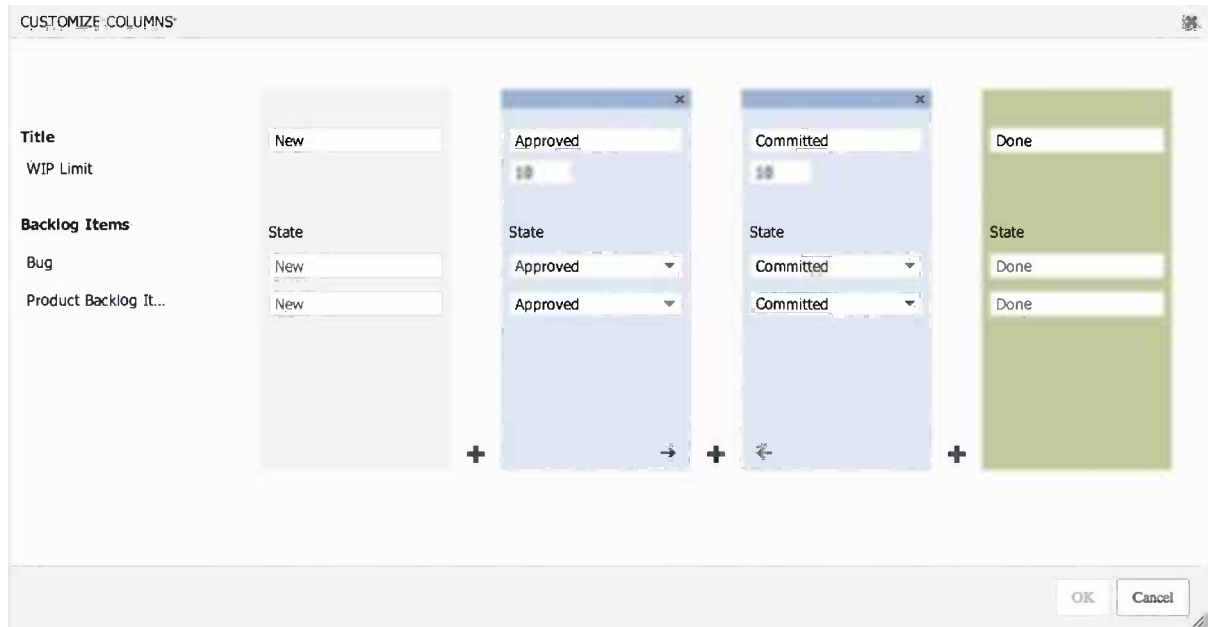 CUSTOMIZE COLUMNS
Title
New
Approved
Committed
Done
WIP Limit
10
10
Backlog Items
State
State
State
State
Bug
New
Approved
Committed
Done
Product Backlog It...
New
Approved
Committed
Done
OK
Cancel